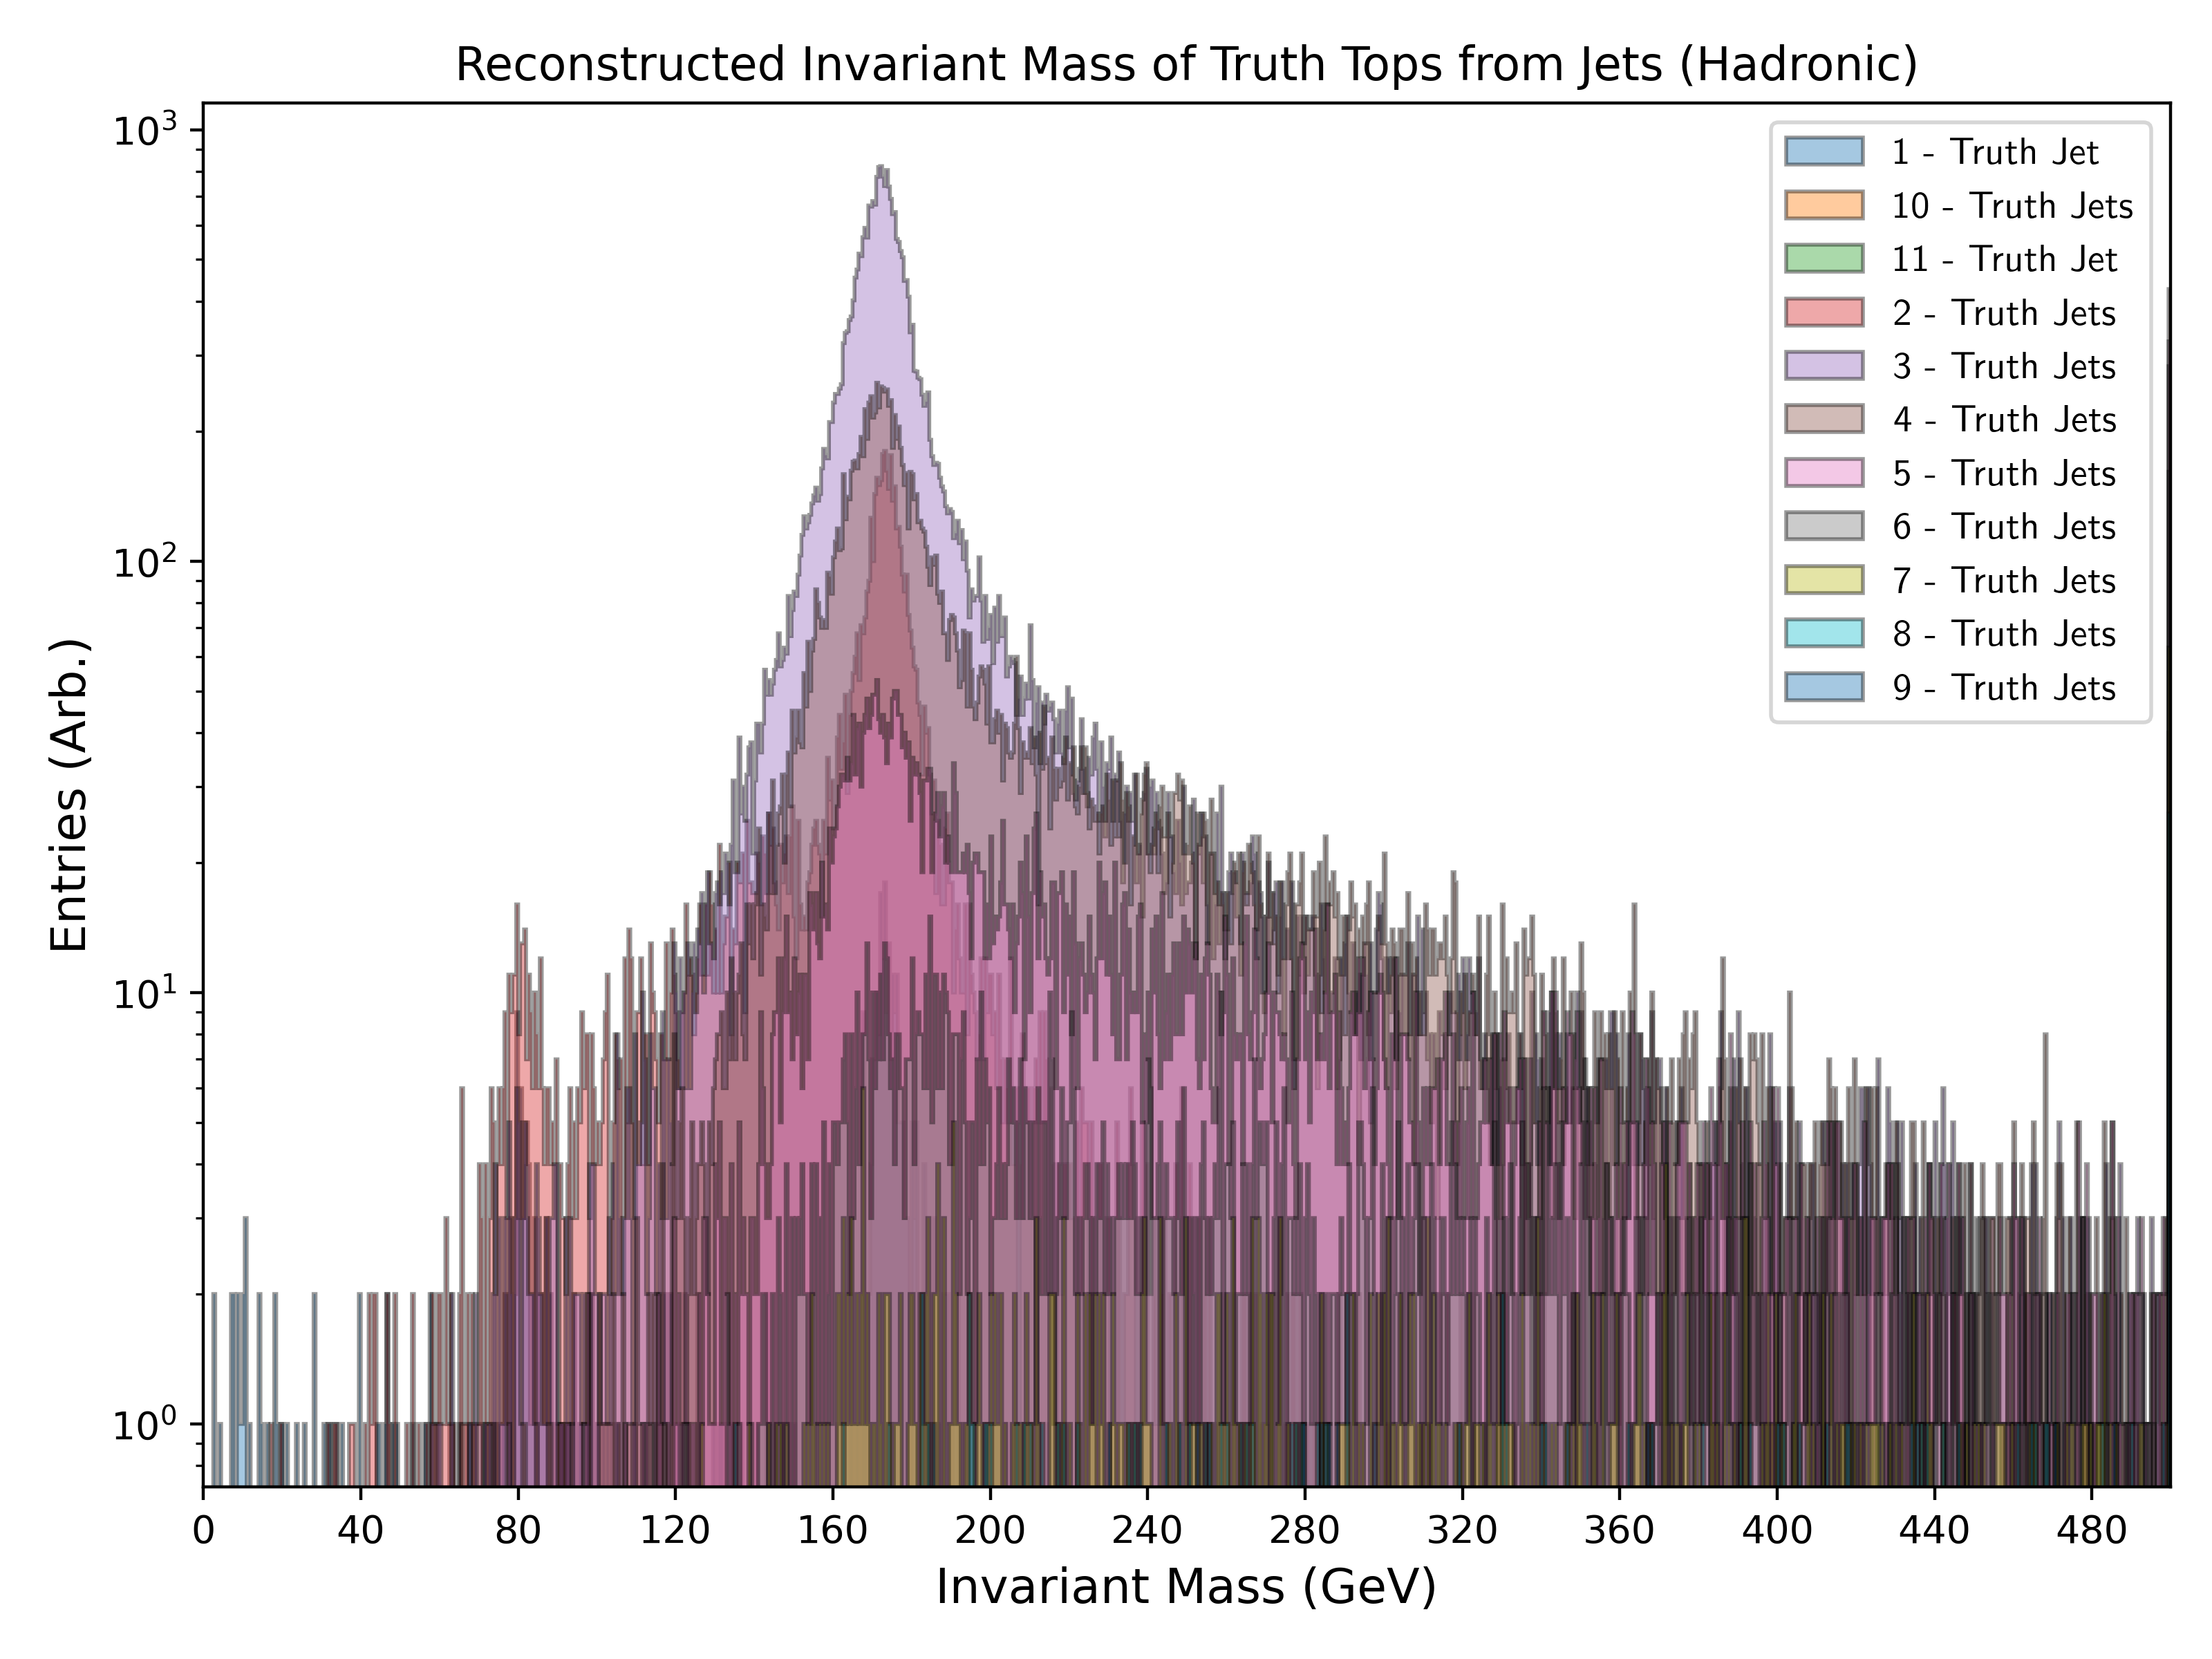 Reconstructed Invariant Mass of Truth Tops from Jets (Hadronic)
10³
10²
10¹
10⁰
Entries (Arb.)
0 40 80 120 160 200 240 280 320 360 400 440 480
Invariant Mass (GeV)
1 - Truth Jet
10 - Truth Jets
11 - Truth Jet
2 - Truth Jets
3 - Truth Jets
4 - Truth Jets
5 - Truth Jets
6 - Truth Jets
7 - Truth Jets
8 - Truth Jets
9 - Truth Jets